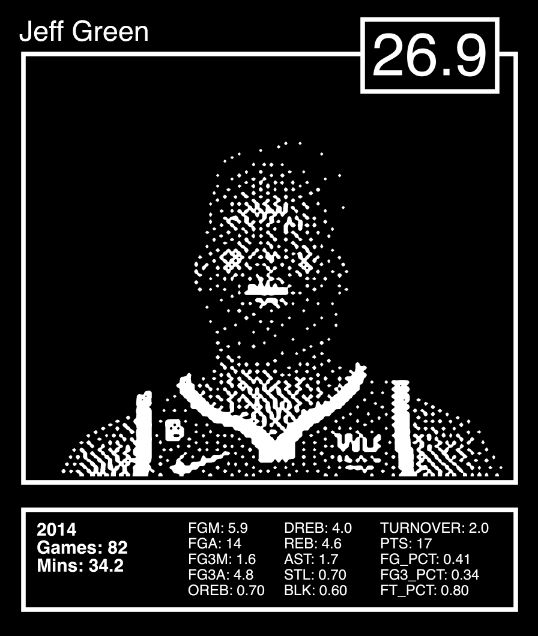 Jeff Green
26.9
B
WU
2014
Games: 82
Mins: 34.2
FGM: 5.9
FGA: 14
FG3M: 1.6
FG3A: 4.8
OREB: 0.70
DREB: 4.0
REB: 4.6
AST: 1.7
STL: 0.70
BLK: 0.60
TURNOVER: 2.0
PTS: 17
FG_PCT: 0.41
FG3_PCT: 0.34
FT_PCT: 0.80